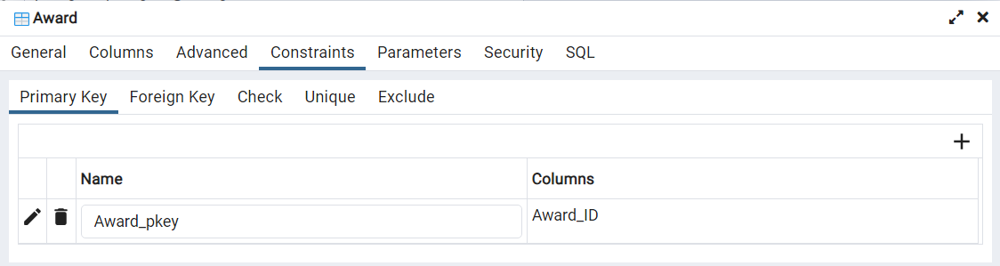 Award
General Columns Advanced Constraints Parameters Security SQL
Primary Key Foreign Key Check Unique Exclude
Name Columns
Award_pkey Award_ID